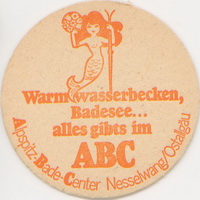 Warmwasserbecken,
Badesee...
alles gibts im
ABC
Alpspitz-Bade-Center Nesselwang/Ostallgäu